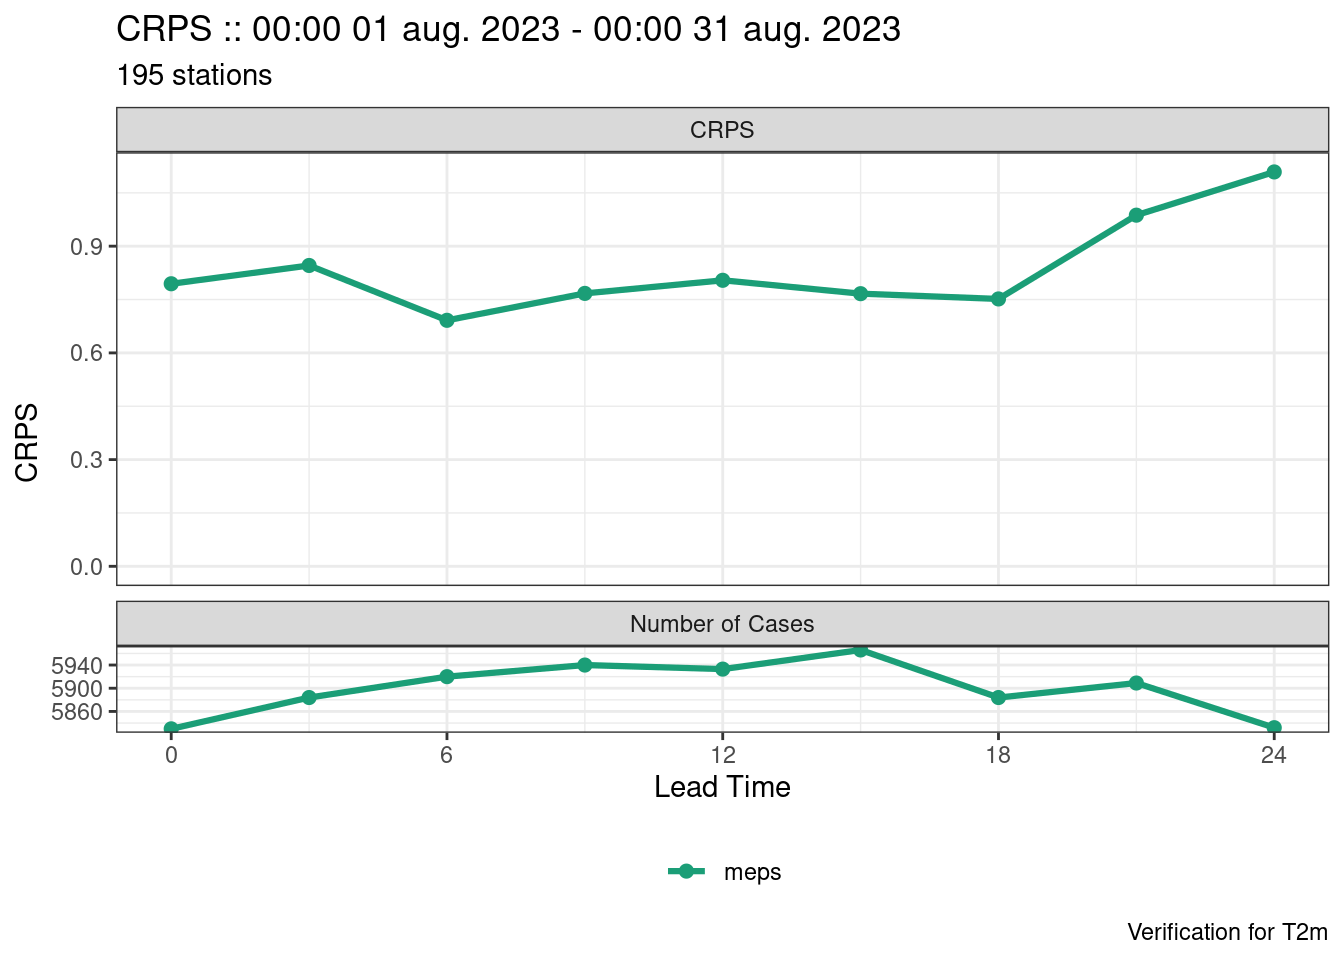 CRPS :: 00:00 01 aug. 2023 - 00:00 31 aug. 2023
195 stations
CRPS
0.9
0.6
0.3
0.0
CRPS
Number of Cases
5940
5900
5860
0 6 12 18 24
Lead Time
meps
Verification for T2m